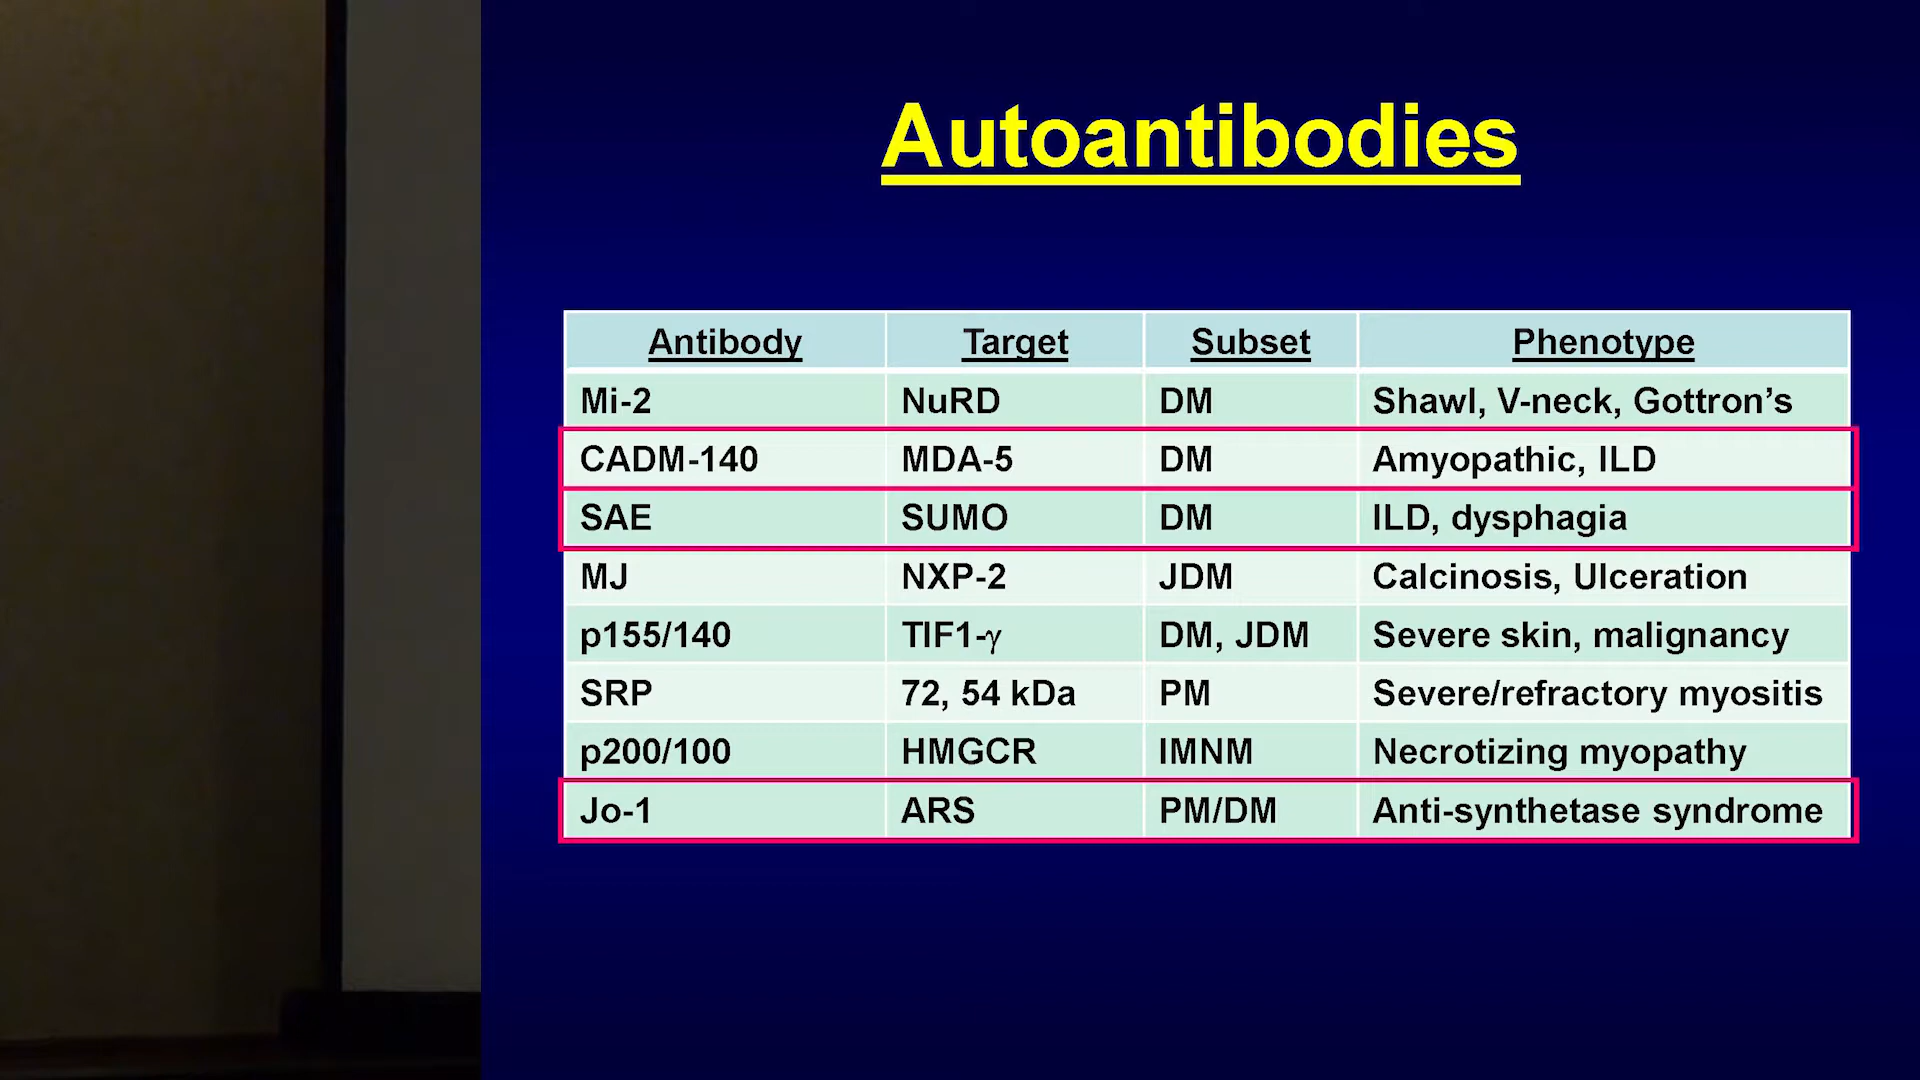 Autoantibodies
Antibody Target Subset Phenotype
Mi-2 NuRD DM Shawl, V-neck, Gottron’s
CADM-140 MDA-5 DM Amyopathic, ILD
SAE SUMO DM ILD, dysphagia
MJ NXP-2 JDM Calcinosis, Ulceration
p155/140 TIF1-γ DM, JDM Severe skin, malignancy
SRP 72, 54 kDa PM Severe/refractory myositis
p200/100 HMGCR IMNM Necrotizing myopathy
Jo-1 ARS PM/DM Anti-synthetase syndrome